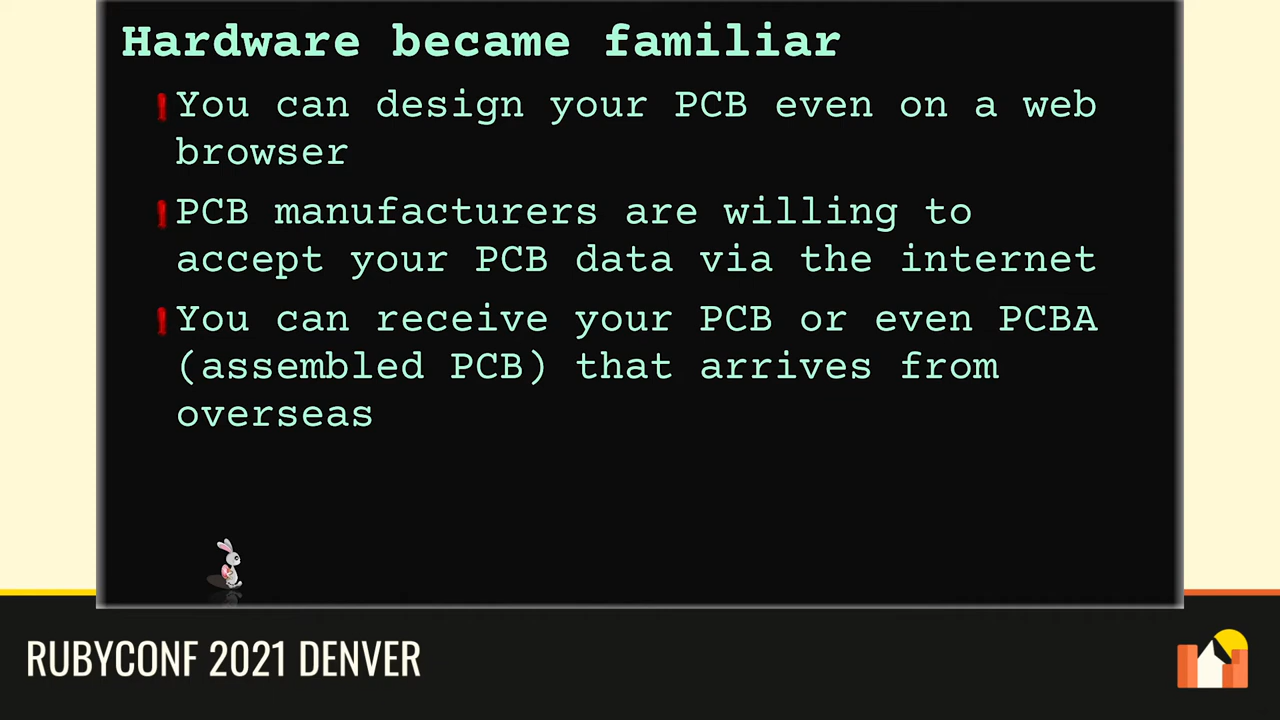 Hardware became familiar
You can design your PCB even on a web
browser
PCB manufacturers are willing to
accept your PCB data via the internet
You can receive your PCB or even PCBA
(assembled PCB) that arrives from
overseas
RUBYCONF 2021 DENVER